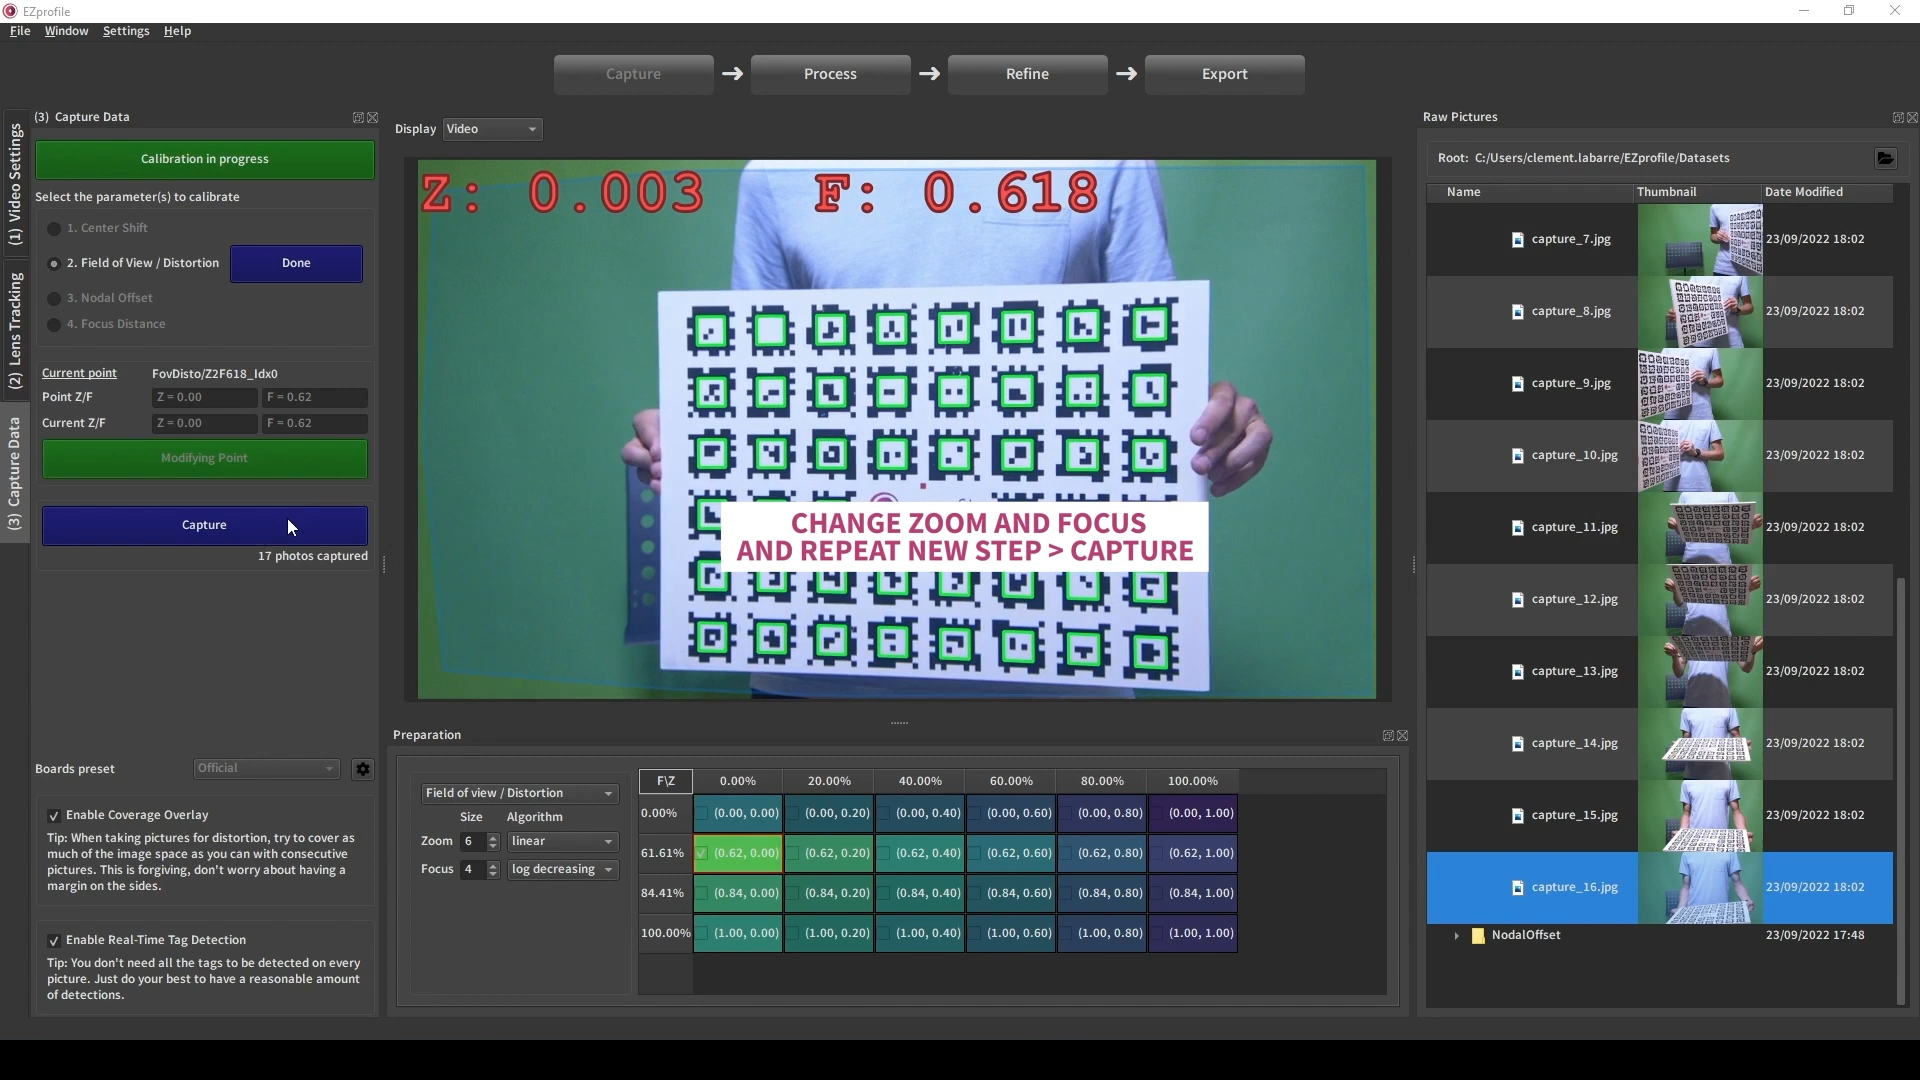 EZprofile
File Window Settings Help
Capture Process Refine Export
(1) Video Settings
(2) Lens Tracking
(3) Capture Data
(3) Capture Data
Calibration in progress
Select the parameter(s) to calibrate
1. Center Shift
2. Field of View / Distortion Done
3. Nodal Offset
4. Focus Distance
Current point FovDisto/Z2F618_Idx0
Point Z/F Z = 0.00 F = 0.62
Current Z/F Z = 0.00 F = 0.62
Modifying Point
Capture
17 photos captured
Boards preset Official
Enable Coverage Overlay
Tip: When taking pictures for distortion, try to cover as
much of the image space as you can with consecutive
pictures. This is forgiving, don't worry about having a
margin on the sides.
Enable Real-Time Tag Detection
Tip: You don't need all the tags to be detected on every
picture. Just do your best to have a reasonable amount
of detections.
Display Video
Z: 0.003 F: 0.618
CHANGE ZOOM AND FOCUS
AND REPEAT NEW STEP > CAPTURE
Preparation
Field of view / Distortion
Size Algorithm
Zoom 6 linear
Focus 4 log decreasing
F\Z 0.00% 20.00% 40.00% 60.00% 80.00% 100.00%
0.00% (0.00, 0.00) (0.00, 0.20) (0.00, 0.40) (0.00, 0.60) (0.00, 0.80) (0.00, 1.00)
61.61% (0.62, 0.00) (0.62, 0.20) (0.62, 0.40) (0.62, 0.60) (0.62, 0.80) (0.62, 1.00)
84.41% (0.84, 0.00) (0.84, 0.20) (0.84, 0.40) (0.84, 0.60) (0.84, 0.80) (0.84, 1.00)
100.00% (1.00, 0.00) (1.00, 0.20) (1.00, 0.40) (1.00, 0.60) (1.00, 0.80) (1.00, 1.00)
Raw Pictures
Root: C:/Users/clement.labarre/EZprofile/Datasets
Name Thumbnail Date Modified
capture_7.jpg 23/09/2022 18:02
capture_8.jpg 23/09/2022 18:02
capture_9.jpg 23/09/2022 18:02
capture_10.jpg 23/09/2022 18:02
capture_11.jpg 23/09/2022 18:02
capture_12.jpg 23/09/2022 18:02
capture_13.jpg 23/09/2022 18:02
capture_14.jpg 23/09/2022 18:02
capture_15.jpg 23/09/2022 18:02
capture_16.jpg 23/09/2022 18:02
NodalOffset 23/09/2022 17:48